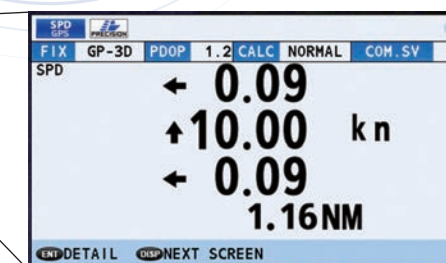 SPD
GPS
PRECISION
FIX GP-3D PDOP 1.2 CALC NORMAL COM.SV
SPD
← 0.09
↑ 10.00 kn
← 0.09
1.16NM
ENT DETAIL DISP NEXT SCREEN